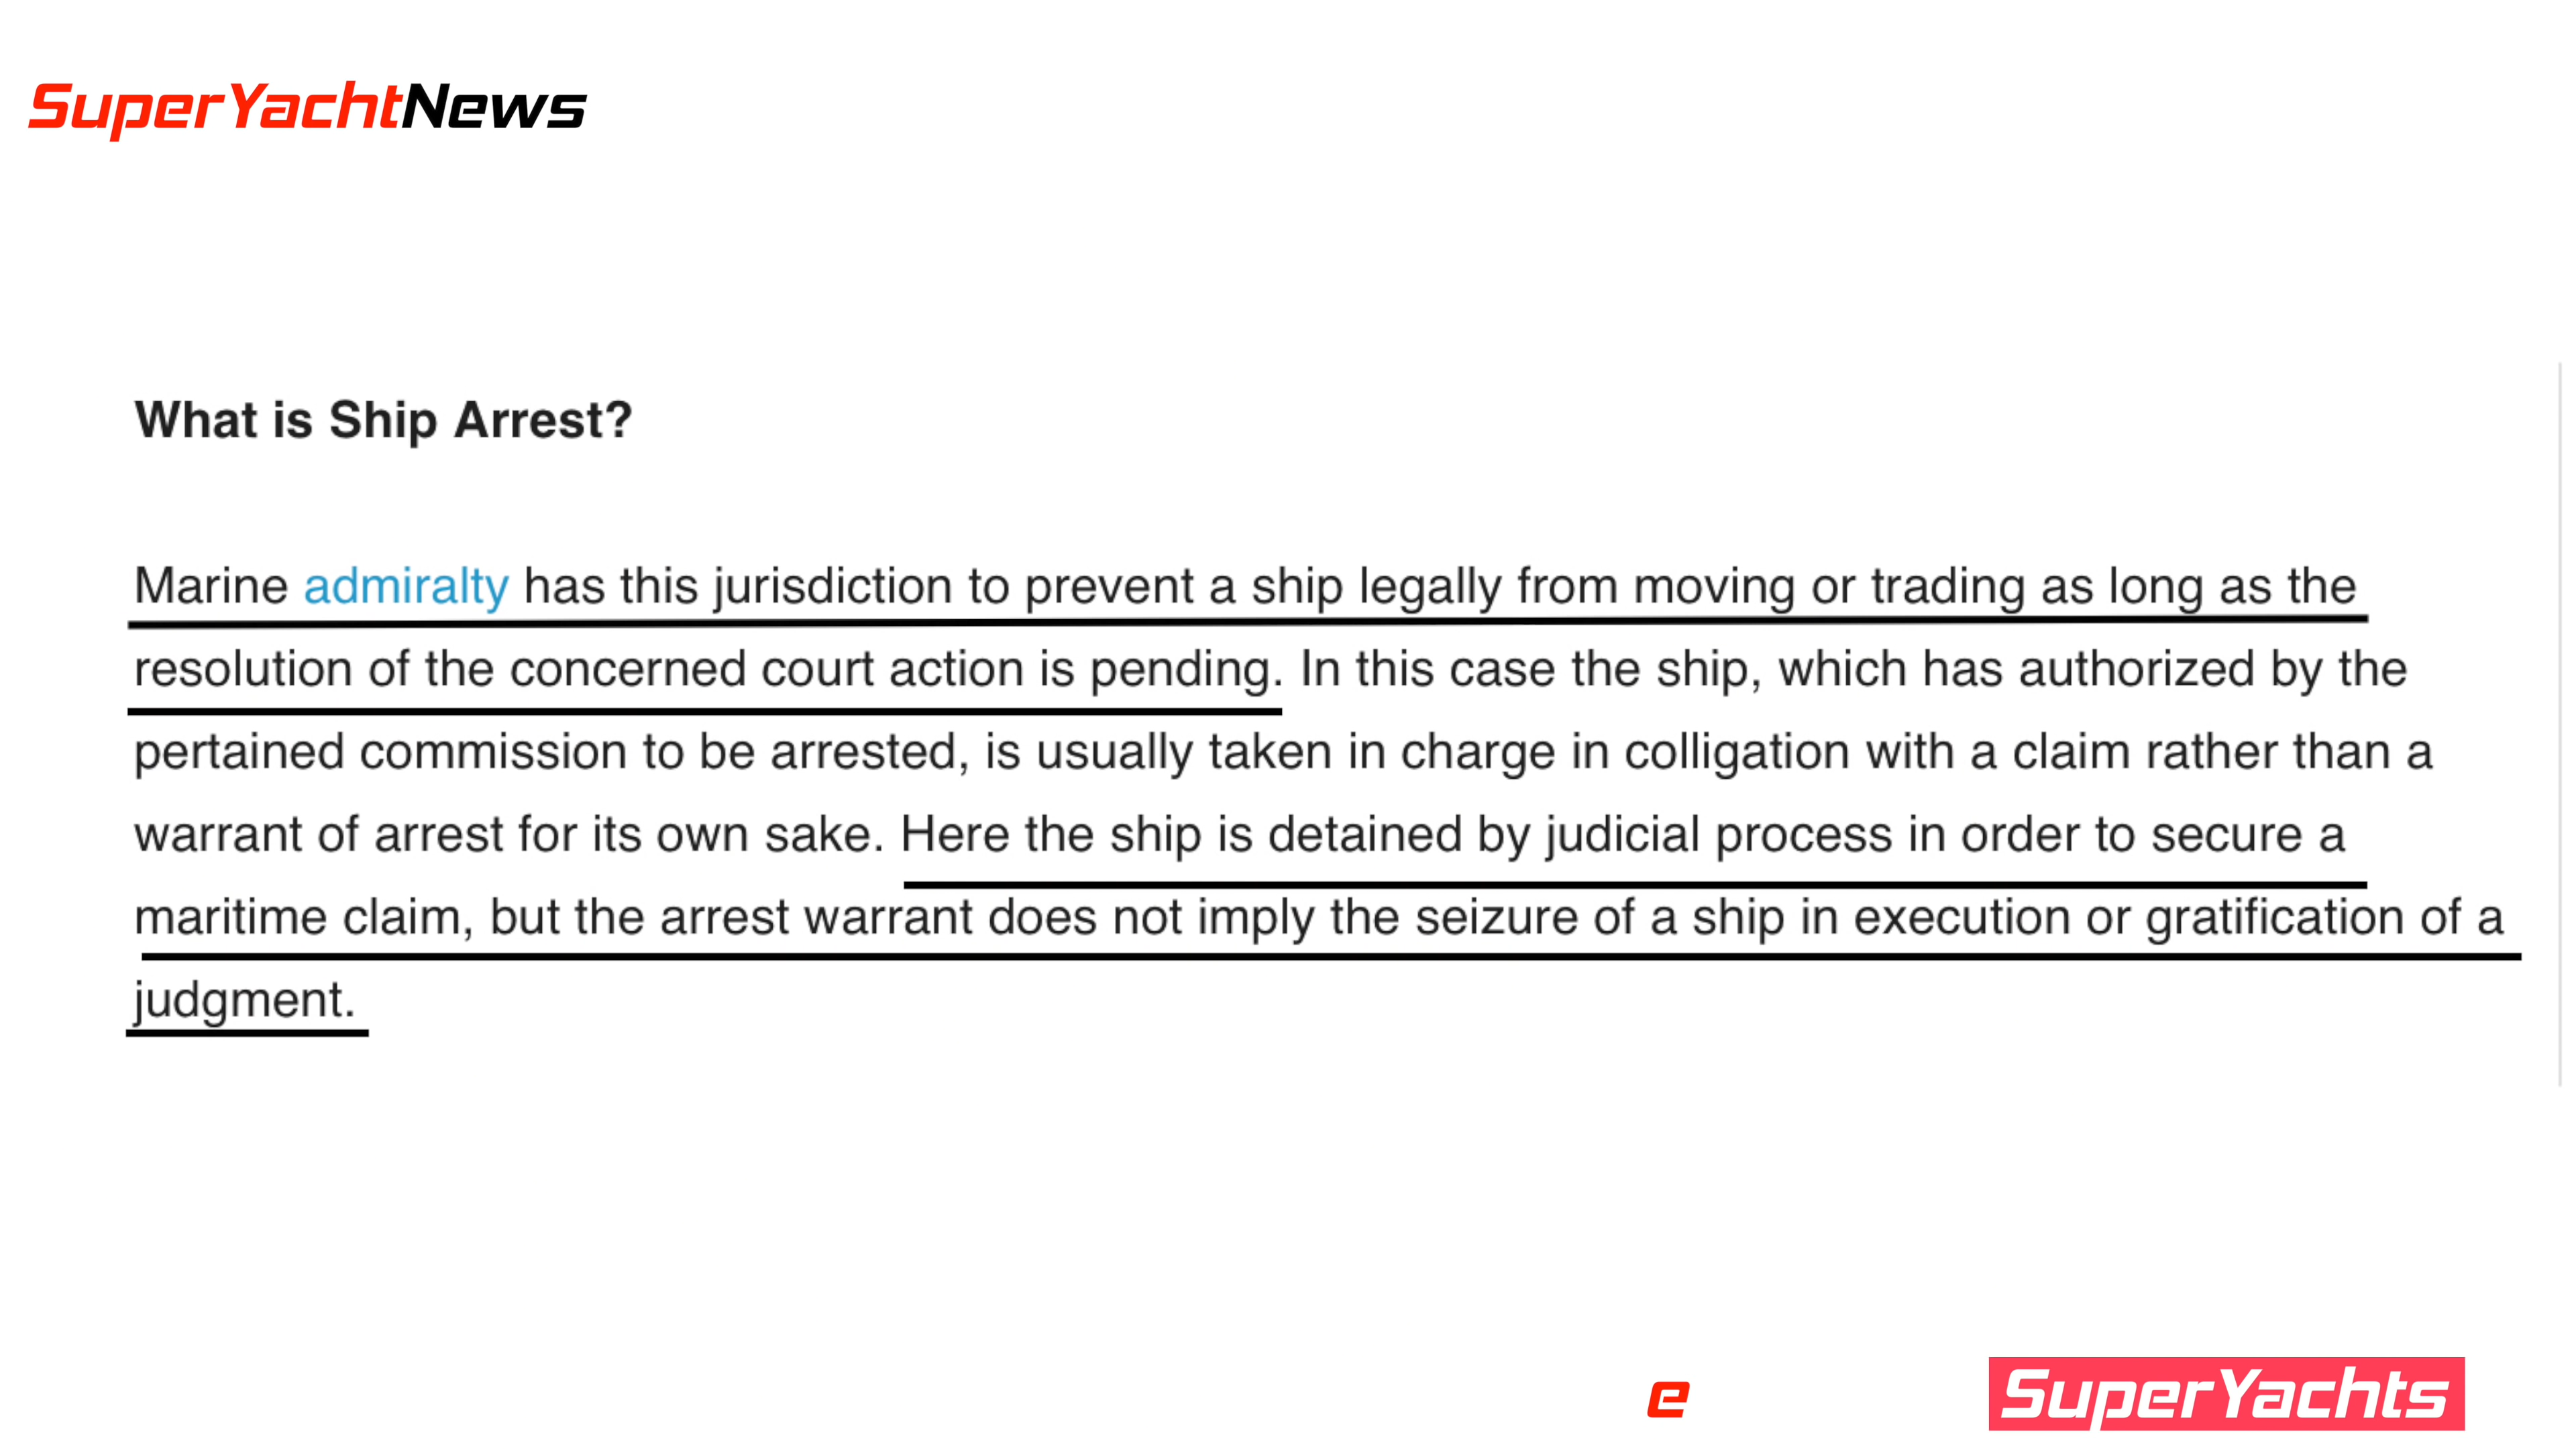 SuperYachtNews
What is Ship Arrest?
Marine admiralty has this jurisdiction to prevent a ship legally from moving or trading as long as the
resolution of the concerned court action is pending. In this case the ship, which has authorized by the
pertained commission to be arrested, is usually taken in charge in colligation with a claim rather than a
warrant of arrest for its own sake. Here the ship is detained by judicial process in order to secure a
maritime claim, but the arrest warrant does not imply the seizure of a ship in execution or gratification of a
judgment.
e
SuperYachts